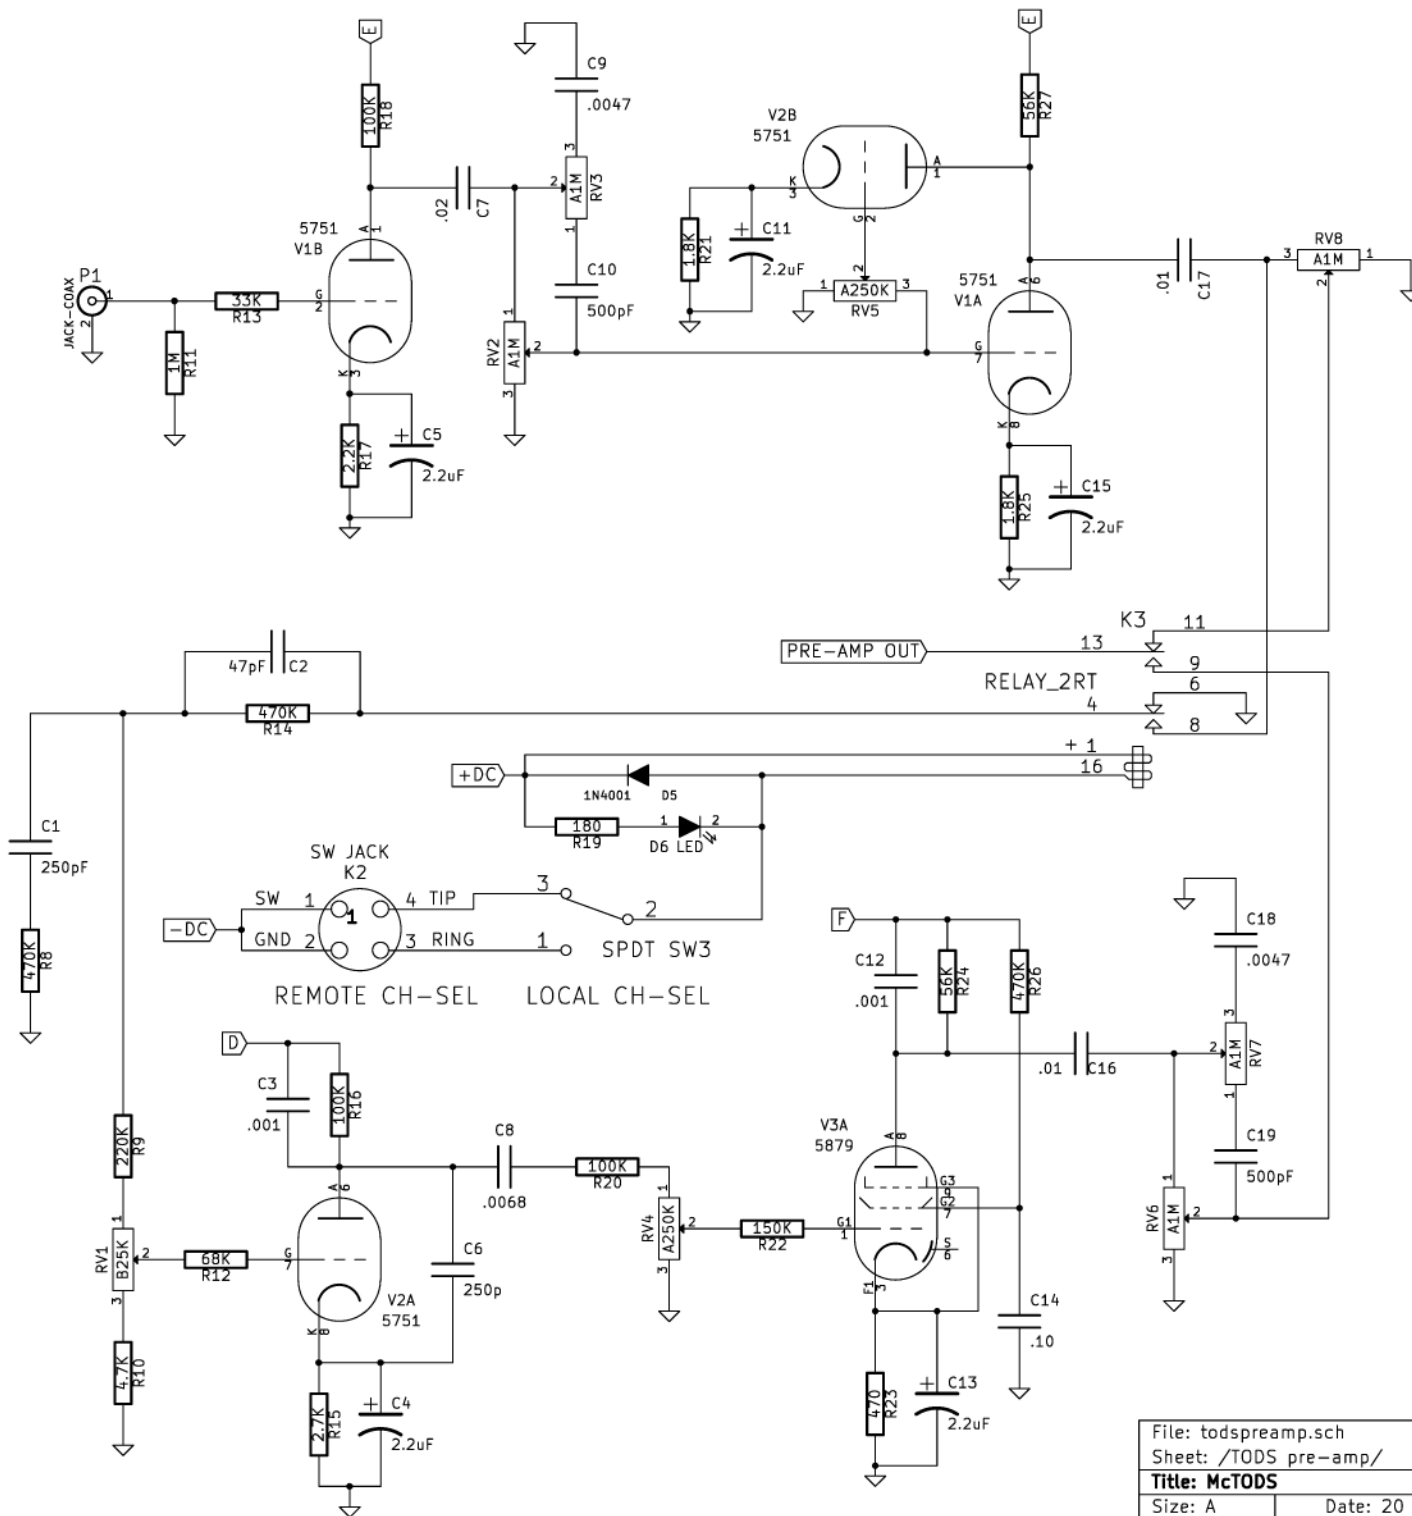 E
100K
R18
C9
.0047
3
2
A1M
RV3
1
.02
C7
C10
500pF
5751
V1B
A
1
P1
JACK-COAX
1
2
33K
R13
G
2
1M
R11
K
3
2.2K
R17
C5
2.2uF
+
1
RV2
A1M
2
3
V2B
5751
K
3
G
2
A
1
1.8K
R21
+
C11
2.2uF
2
1
A250K
3
RV5
E
56K
R27
5751
V1A
A
6
G
7
K
8
1.8K
R25
+
C15
2.2uF
.01
C17
RV8
3
A1M
1
2
K3
11
PRE-AMP OUT
13
9
RELAY_2RT
6
4
8
+ 1
16
47pF
C2
470K
R14
+DC
1N4001
D5
180
R19
1
2
D6 LED
C1
250pF
470K
R8
SW JACK
K2
SW
1
4
TIP
1
-DC
GND
2
3
RING
3
2
1
SPDT SW3
REMOTE CH-SEL
LOCAL CH-SEL
D
C3
.001
100K
R16
220K
R9
RV1
1
B25K
2
3
68K
R12
G
7
A
6
V2A
5751
K
8
4.7K
R10
2.7K
R15
+
C4
2.2uF
C6
250p
C8
.0068
100K
R20
1
RV4
A250K
2
3
150K
R22
F
C12
.001
56K
R24
470K
R26
V3A
5879
A
8
G3
9
G2
7
G1
1
S
6
F1
3
470
R23
+
C13
2.2uF
C14
.10
.01
C16
C18
.0047
3
2
A1M
RV7
1
C19
500pF
1
RV6
A1M
2
3
File: todspreamp.sch
Sheet: /TODS pre-amp/
Title: McTODS
Size: A
Date: 20